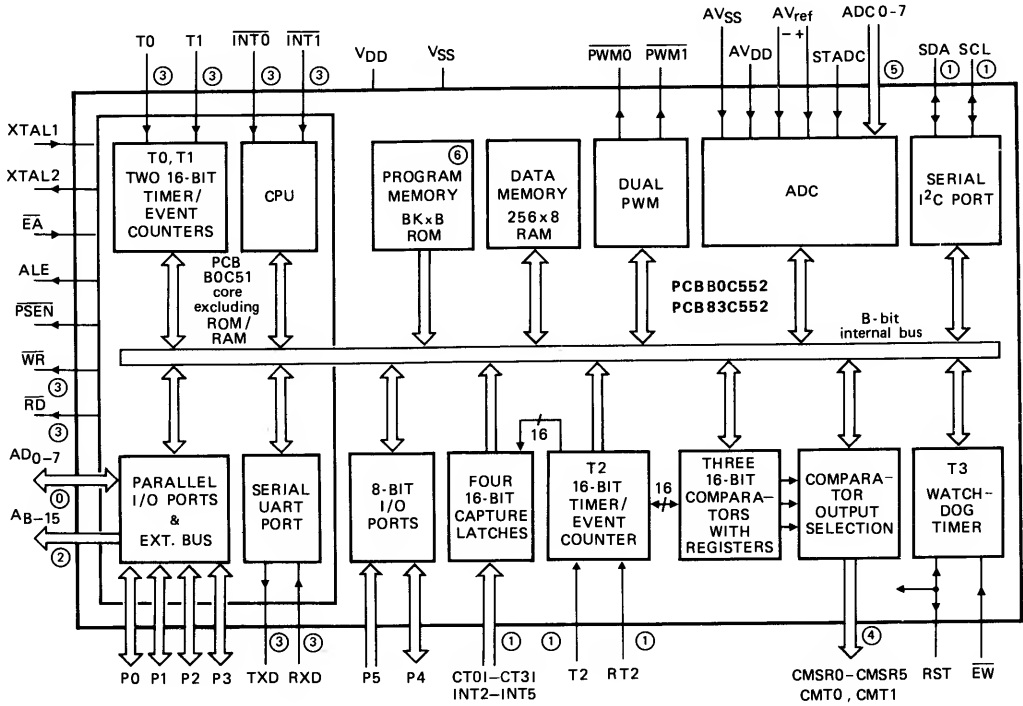 T0 T1 INT0 INT1 VDD VSS PWM0 PWM1 AVSS AVDD AVref - + STADC ADC 0-7 SDA SCL
③ ③ ③ ③ ⑤ ① ①
XTAL1
XTAL2
EA
ALE
PSEN
WR
③
RD
③
AD0-7
⓪
AB-15
②
T0, T1
TWO 16-BIT
TIMER/
EVENT
COUNTERS
CPU
PCB
B0C51
core
excluding
ROM/
RAM
⑥
PROGRAM
MEMORY
BK x B
ROM
DATA
MEMORY
256 x 8
RAM
DUAL
PWM
ADC
SERIAL
I2C PORT
PCB B0C552
PCB 83C552
B-bit
internal bus
PARALLEL
I/O PORTS
&
EXT. BUS
SERIAL
UART
PORT
8-BIT
I/O
PORTS
FOUR
16-BIT
CAPTURE
LATCHES
16
T2
16-BIT
TIMER/
EVENT
COUNTER
16
THREE
16-BIT
COMPARA-
TORS
WITH
REGISTERS
COMPARA-
TOR
OUTPUT
SELECTION
T3
WATCH-
DOG
TIMER
③ ③ ① ① ① ④
P0 P1 P2 P3 TXD RXD P5 P4 CT0I-CT3I T2 RT2 CMSR0-CMSR5 RST EW
INT2-INT5 CMT0, CMT1